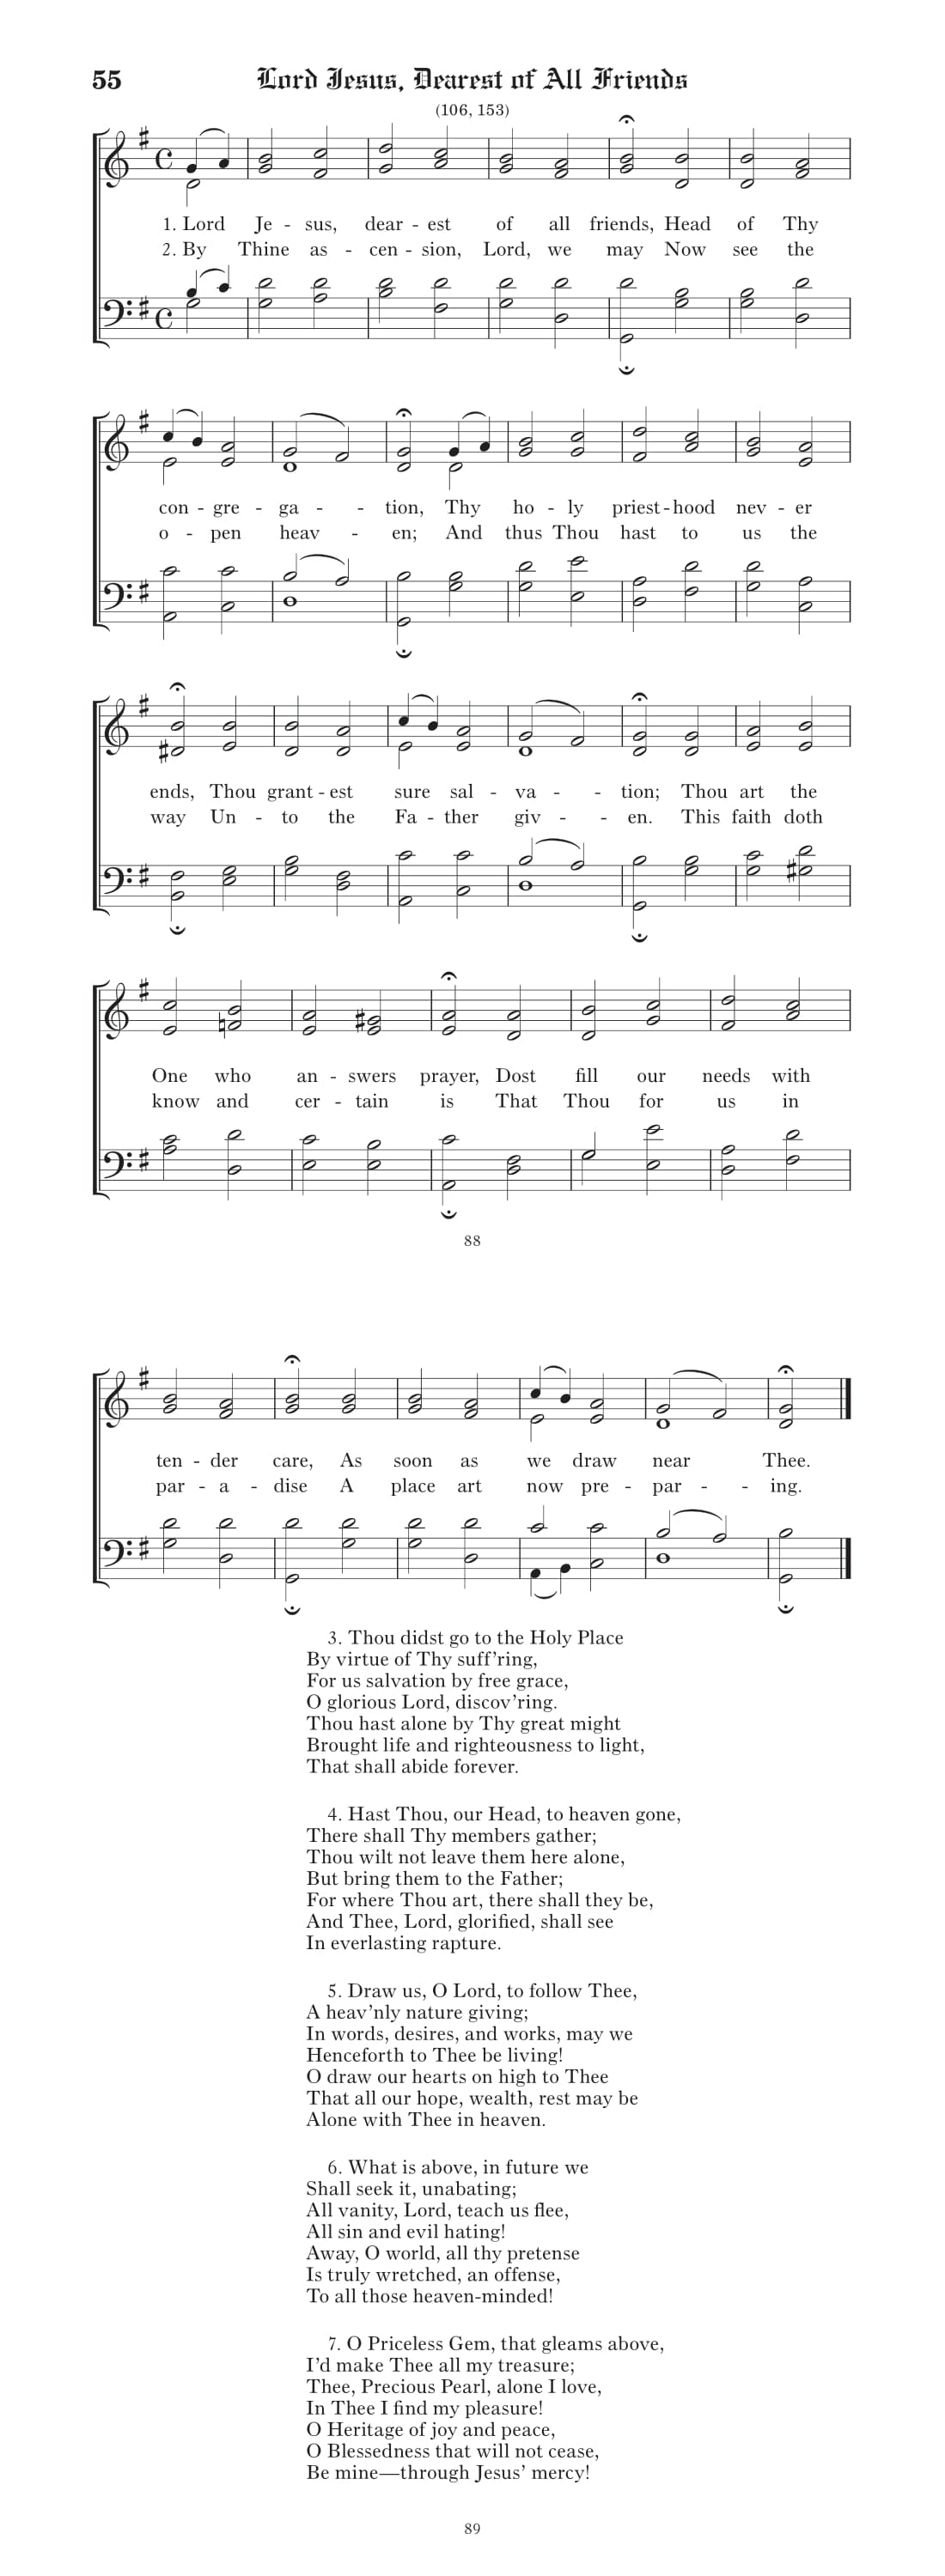 55 Lord Jesus, Dearest of All Friends
(106, 153)
1. Lord Je - sus, dear - est of all friends, Head of Thy
2. By Thine as - cen - sion, Lord, we may Now see the
con - gre - ga - - tion, Thy ho - ly priest - hood nev - er
o - pen heav - en; And thus Thou hast to us the
ends, Thou grant - est sure sal - va - - tion; Thou art the
way Un - to the Fa - ther giv - - en. This faith doth
One who an - swers prayer, Dost fill our needs with
know and cer - tain is That Thou for us in
88
ten - der care, As soon as we draw near Thee.
par - a - dise A place art now pre - par - - ing.
3. Thou didst go to the Holy Place
By virtue of Thy suff’ring,
For us salvation by free grace,
O glorious Lord, discov’ring.
Thou hast alone by Thy great might
Brought life and righteousness to light,
That shall abide forever.
4. Hast Thou, our Head, to heaven gone,
There shall Thy members gather;
Thou wilt not leave them here alone,
But bring them to the Father;
For where Thou art, there shall they be,
And Thee, Lord, glorified, shall see
In everlasting rapture.
5. Draw us, O Lord, to follow Thee,
A heav’nly nature giving;
In words, desires, and works, may we
Henceforth to Thee be living!
O draw our hearts on high to Thee
That all our hope, wealth, rest may be
Alone with Thee in heaven.
6. What is above, in future we
Shall seek it, unabating;
All vanity, Lord, teach us flee,
All sin and evil hating!
Away, O world, all thy pretense
Is truly wretched, an offense,
To all those heaven-minded!
7. O Priceless Gem, that gleams above,
I’d make Thee all my treasure;
Thee, Precious Pearl, alone I love,
In Thee I find my pleasure!
O Heritage of joy and peace,
O Blessedness that will not cease,
Be mine—through Jesus’ mercy!
89